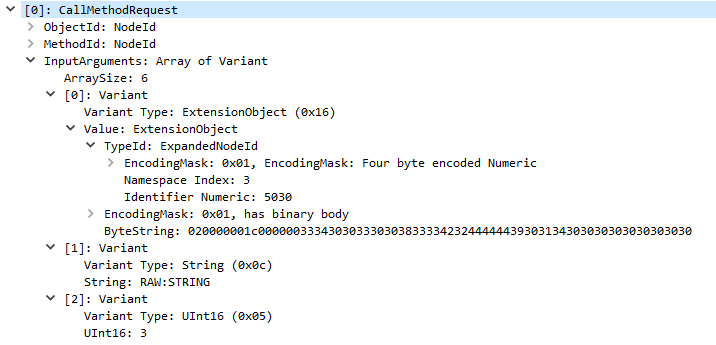 [0]: CallMethodRequest
ObjectId: NodeId
MethodId: NodeId
InputArguments: Array of Variant
ArraySize: 6
[0]: Variant
Variant Type: ExtensionObject (0x16)
Value: ExtensionObject
TypeId: ExpandedNodeId
EncodingMask: 0x01, EncodingMask: Four byte encoded Numeric
Namespace Index: 3
Identifier Numeric: 5030
EncodingMask: 0x01, has binary body
ByteString: 020000001c00000033343030333030383333342324444444393031343030303030303030303030
[1]: Variant
Variant Type: String (0x0c)
String: RAW:STRING
[2]: Variant
Variant Type: UInt16 (0x05)
UInt16: 3